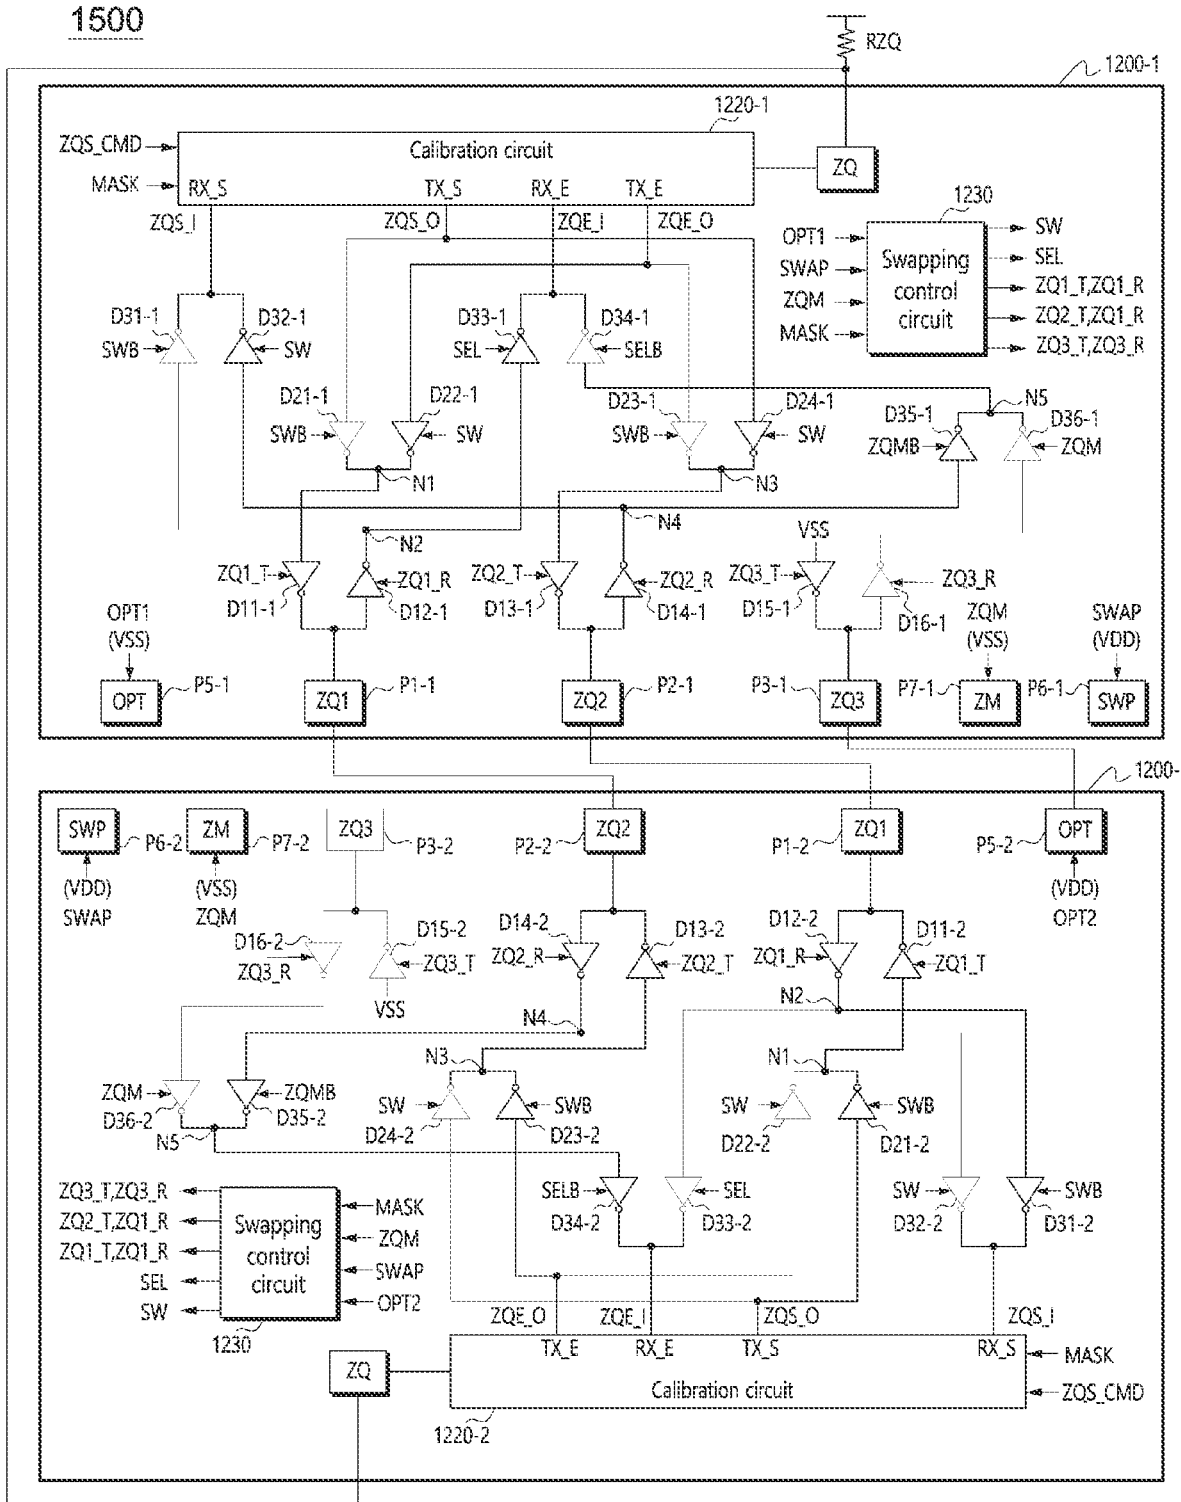 1500
RZQ
1200-1
1220-1
ZQS_CMD
Calibration circuit
ZQ
MASK
RX_S
TX_S
RX_E
TX_E
ZQS_I
ZQS_O
ZQE_I
ZQE_O
1230
OPT1
SWAP
ZQM
MASK
Swapping
control
circuit
SW
SEL
ZQ1_T,ZQ1_R
ZQ2_T,ZQ1_R
ZQ3_T,ZQ3_R
D31-1
D32-1
D33-1
D34-1
SWB
SW
SEL
SELB
D21-1
D22-1
D23-1
D24-1
SWB
SW
SWB
SW
N5
D35-1
D36-1
ZQMB
ZQM
N1
N3
N4
N2
VSS
ZQ1_T
ZQ1_R
ZQ2_T
ZQ2_R
ZQ3_T
ZQ3_R
D11-1
D12-1
D13-1
D14-1
D15-1
D16-1
OPT1
(VSS)
ZQM
(VSS)
SWAP
(VDD)
OPT
P5-1
ZQ1
P1-1
ZQ2
P2-1
ZQ3
P3-1
P7-1
ZM
P6-1
SWP
1200-
SWP
P6-2
ZM
P7-2
ZQ3
P3-2
ZQ2
P2-2
ZQ1
P1-2
OPT
P5-2
(VDD)
SWAP
(VSS)
ZQM
(VDD)
OPT2
D16-2
D15-2
D14-2
D13-2
D12-2
D11-2
ZQ3_R
ZQ3_T
ZQ2_R
ZQ2_T
ZQ1_R
ZQ1_T
VSS
N4
N2
N3
N1
ZQM
ZQMB
D36-2
D35-2
N5
SW
SWB
D24-2
D23-2
SW
SWB
D22-2
D21-2
SELB
SEL
D34-2
D33-2
SW
SWB
D32-2
D31-2
ZQ3_T,ZQ3_R
ZQ2_T,ZQ1_R
ZQ1_T,ZQ1_R
SEL
SW
Swapping
control
circuit
MASK
ZQM
SWAP
OPT2
1230
ZQE_O
ZQE_I
ZQS_O
ZQS_I
TX_E
RX_E
TX_S
RX_S
ZQ
MASK
Calibration circuit
ZQS_CMD
1220-2